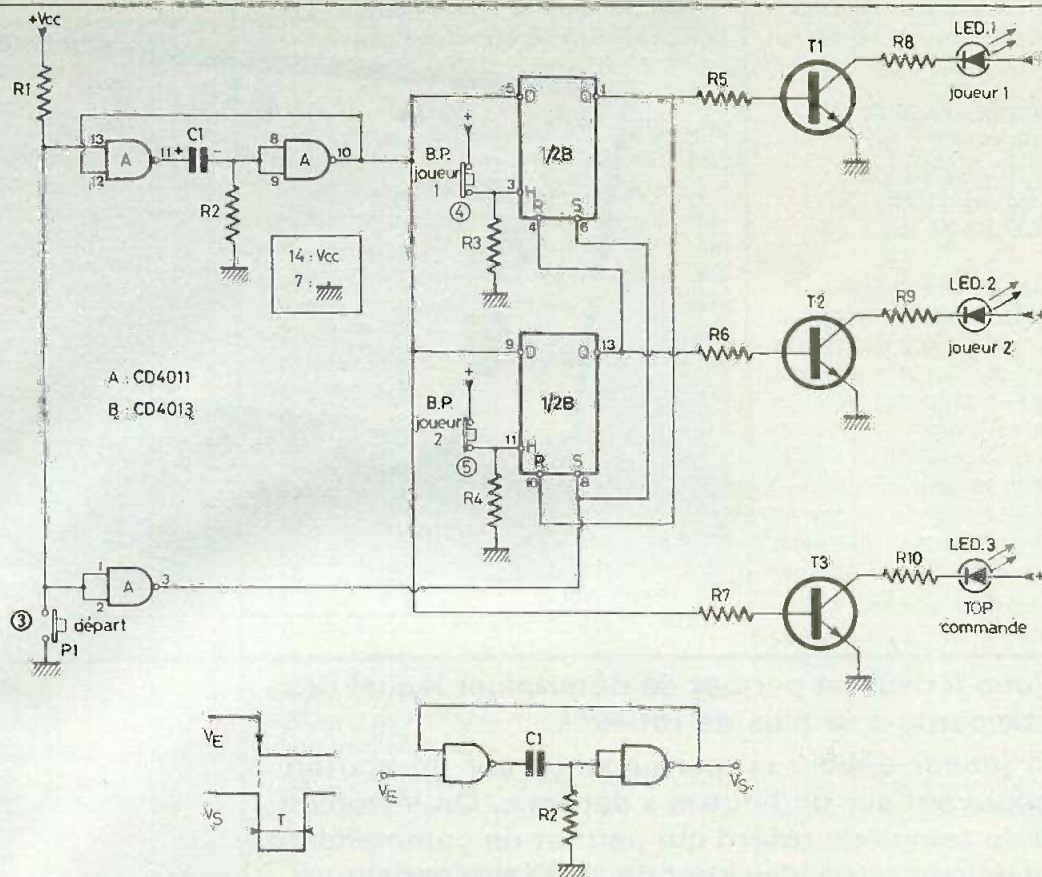 +Vcc
R1
13
12
A
11
+
C1
-
8
9
A
10
R2
14 : Vcc
7 :
A : CD4011
B : CD4013
1
2
A
3
③
départ
P1
+
B.P.
joueur
1
④
R3
5
D
Q
1
1/2B
3
H
R
S
4
6
+
B.P.
joueur
2
⑤
R4
9
D
Q
13
1/2B
11
H
R
S
10
8
R5
T1
R8
LED.1
+
joueur 1
R6
T2
R9
LED.2
+
joueur 2
R7
T3
R10
LED.3
+
TOP
commande
VE
VS
T
VE
C1
R2
VS